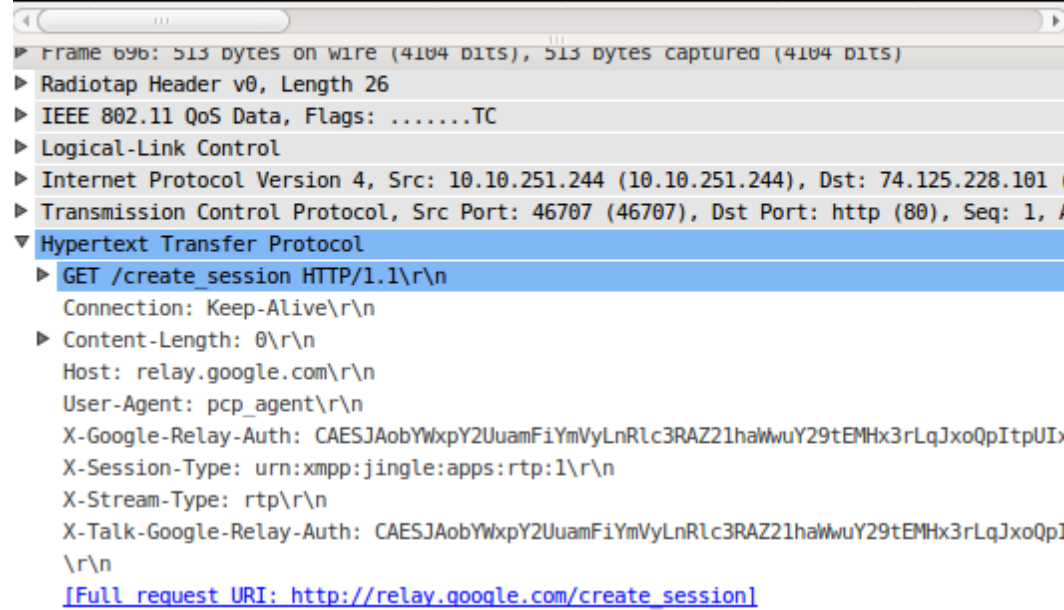 Frame 696: 513 bytes on wire (4104 bits), 513 bytes captured (4104 bits)
Radiotap Header v0, Length 26
IEEE 802.11 QoS Data, Flags: .......TC
Logical-Link Control
Internet Protocol Version 4, Src: 10.10.251.244 (10.10.251.244), Dst: 74.125.228.101 (
Transmission Control Protocol, Src Port: 46707 (46707), Dst Port: http (80), Seq: 1, A
Hypertext Transfer Protocol
GET /create_session HTTP/1.1\r\n
Connection: Keep-Alive\r\n
Content-Length: 0\r\n
Host: relay.google.com\r\n
User-Agent: pcp_agent\r\n
X-Google-Relay-Auth: CAESJAobYWxpY2UuamFiYmVyLnRlc3RAZ21haWwuY29tEMHx3rLqJxoQpItpUIx
X-Session-Type: urn:xmpp:jingle:apps:rtp:1\r\n
X-Stream-Type: rtp\r\n
X-Talk-Google-Relay-Auth: CAESJAobYWxpY2UuamFiYmVyLnRlc3RAZ21haWwuY29tEMHx3rLqJxoQpI
\r\n
[Full request URI: http://relay.google.com/create_session]